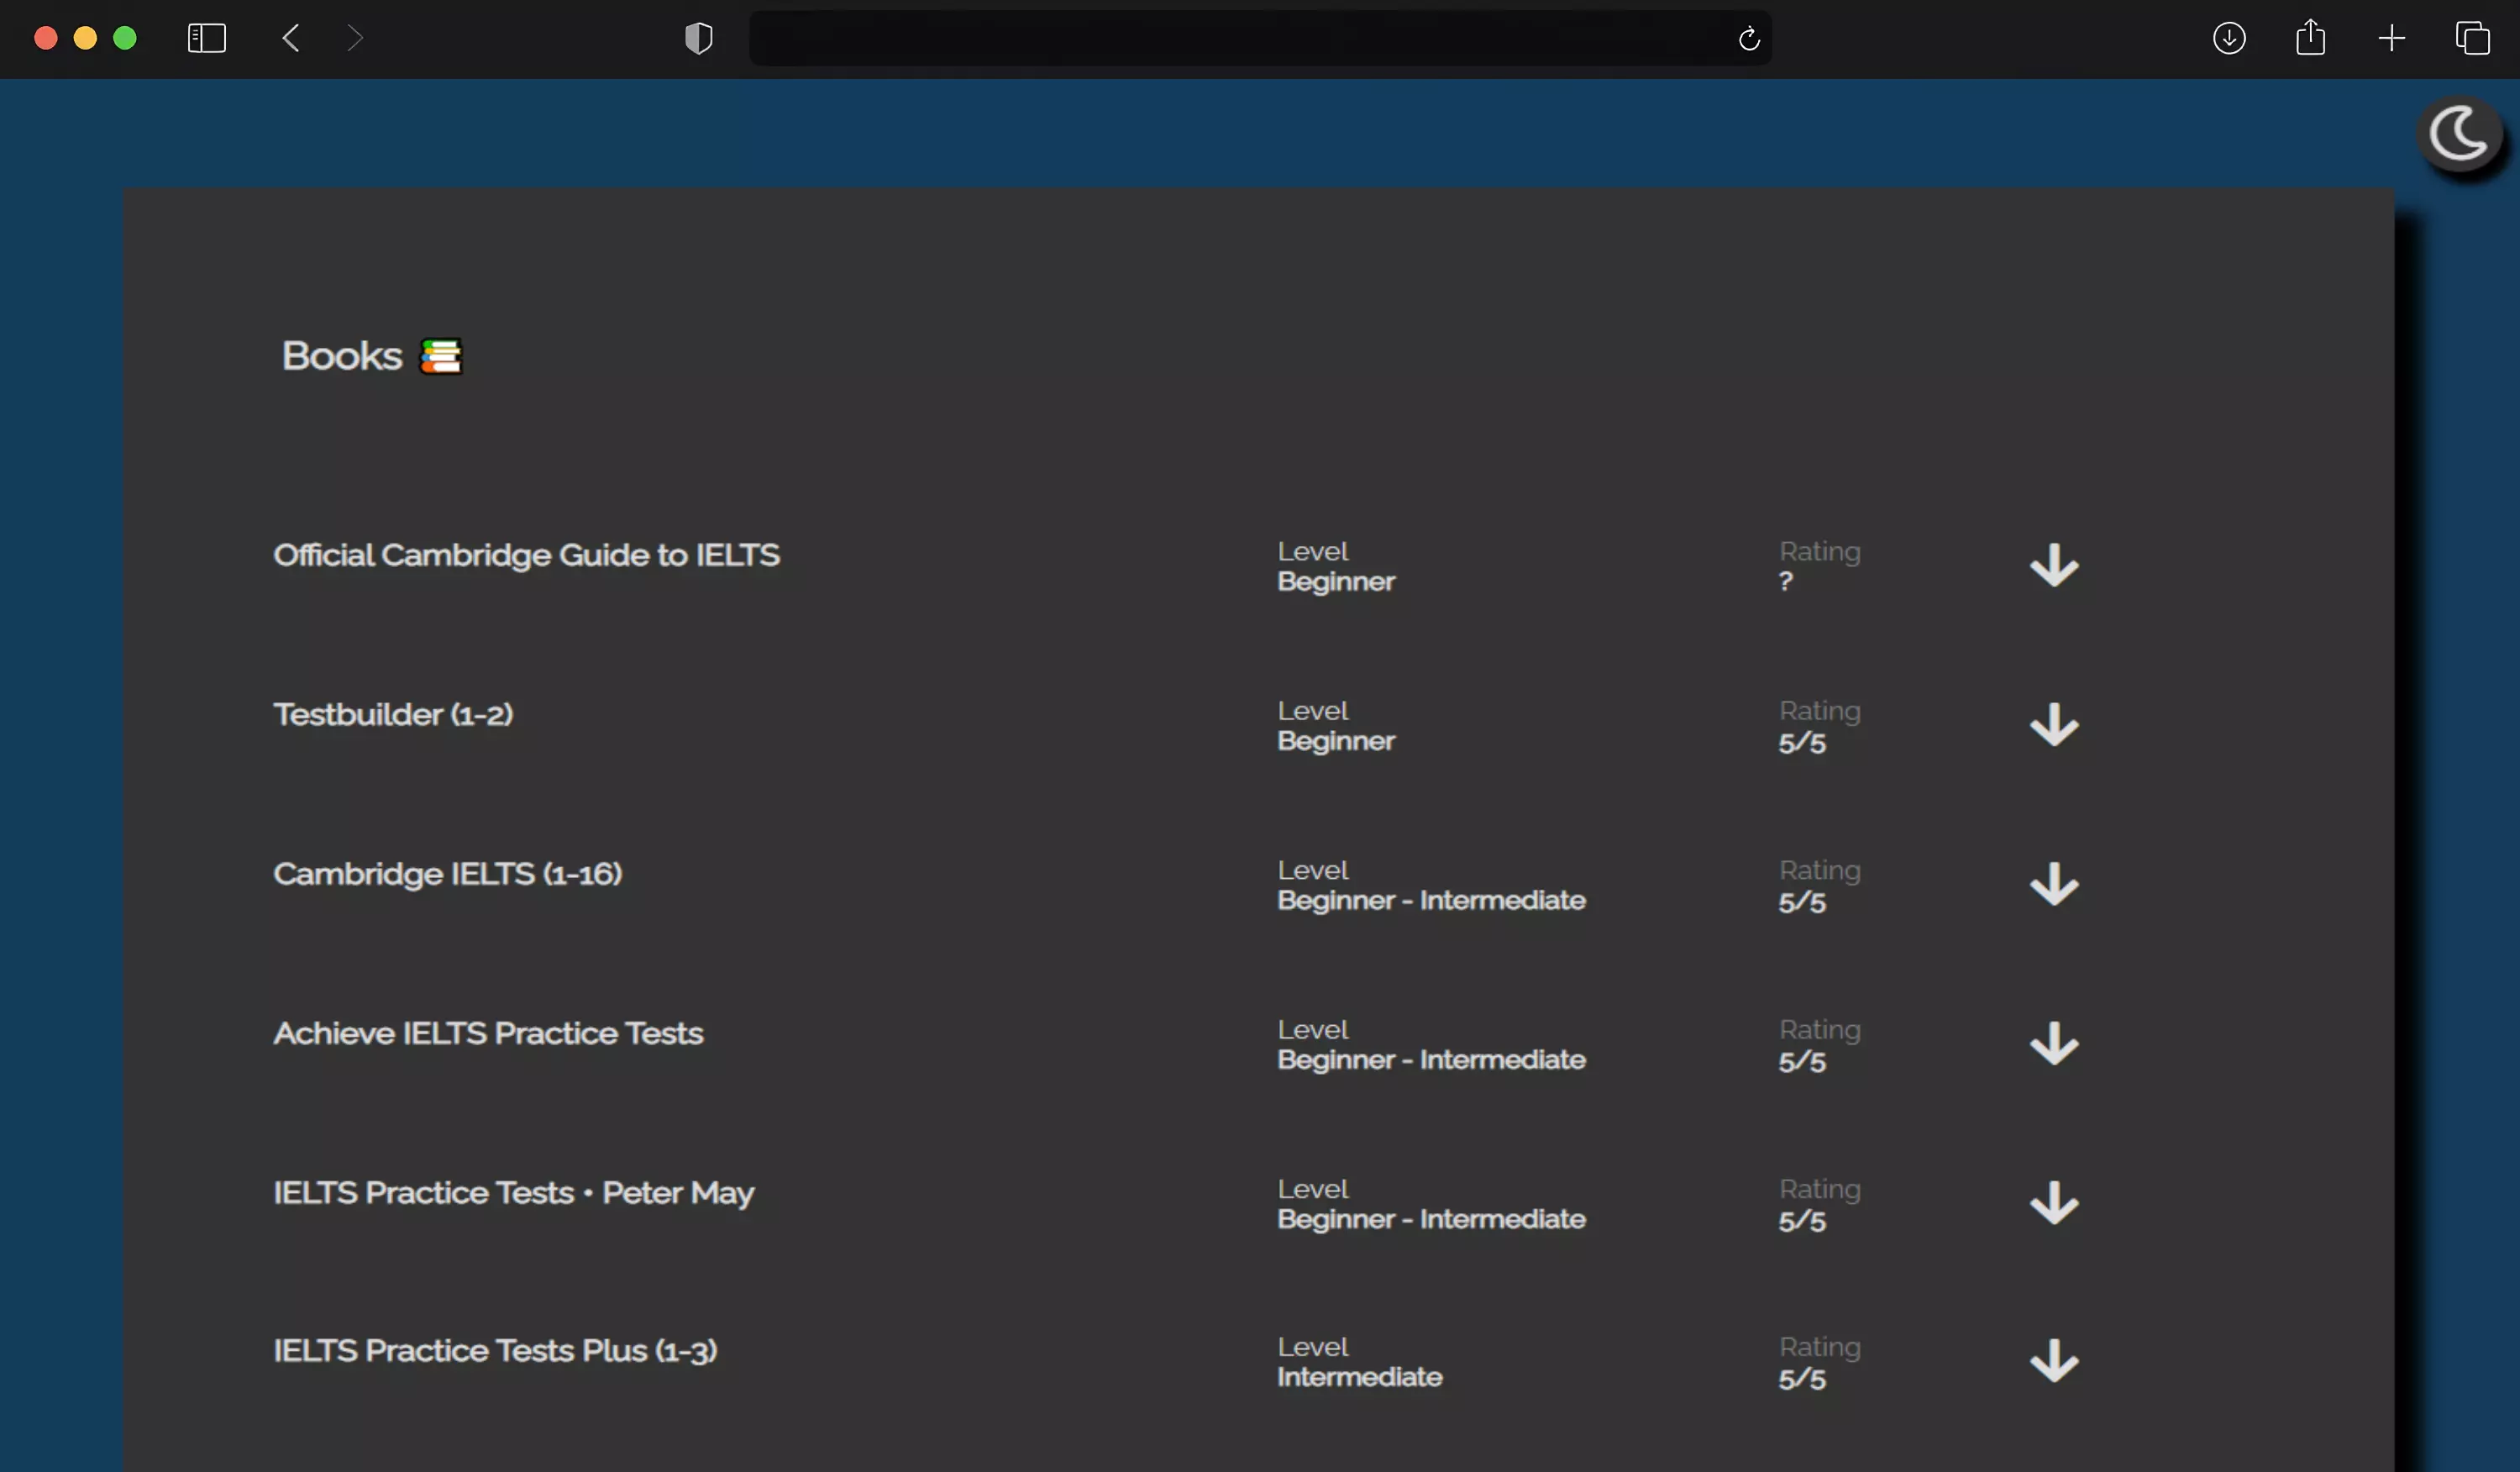 Books 📚
Official Cambridge Guide to IELTS
Level
Beginner
Rating
?
Testbuilder (1-2)
Level
Beginner
Rating
5/5
Cambridge IELTS (1-16)
Level
Beginner - Intermediate
Rating
5/5
Achieve IELTS Practice Tests
Level
Beginner - Intermediate
Rating
5/5
IELTS Practice Tests • Peter May
Level
Beginner - Intermediate
Rating
5/5
IELTS Practice Tests Plus (1-3)
Level
Intermediate
Rating
5/5